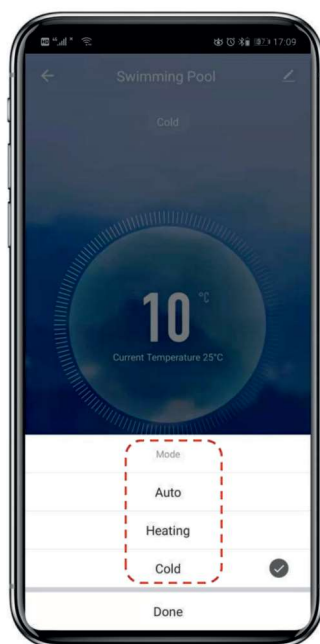 17:09
Swimming Pool
Cold
10 °C
Current Temperature 25°C
Mode
Auto
Heating
Cold
Done